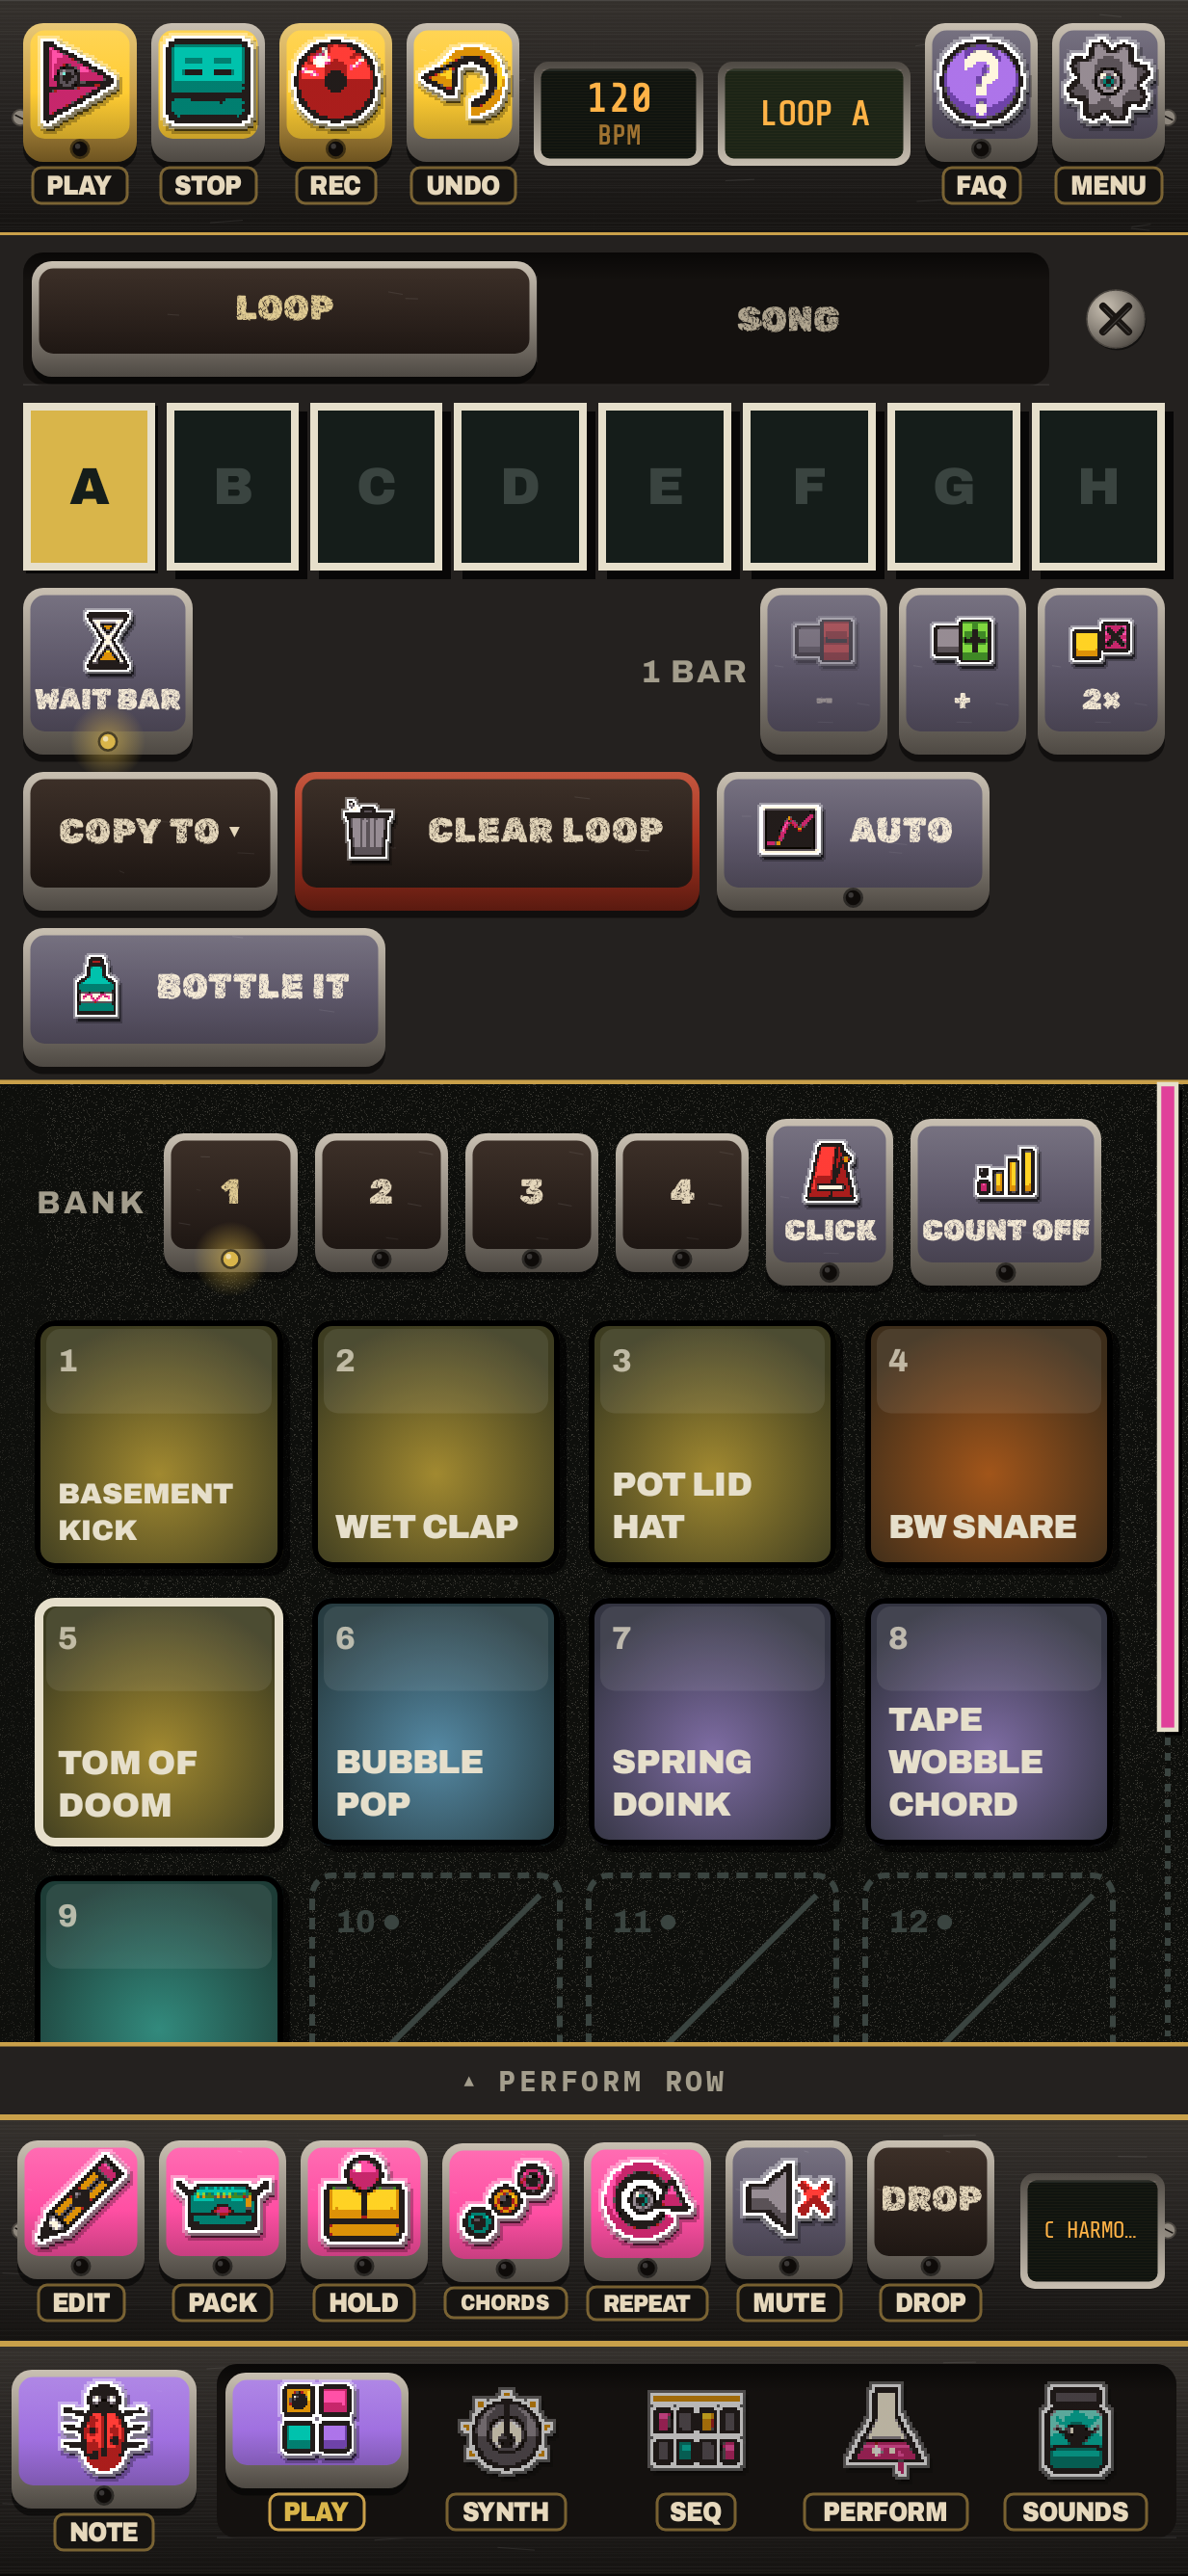 120
BPM
LOOP A
PLAY
STOP
REC
UNDO
FAQ
MENU
LOOP
SONG
A
B
C
D
E
F
G
H
WAIT BAR
1 BAR
-
+
2×
COPY TO ▾
CLEAR LOOP
AUTO
BOTTLE IT
BANK
1
2
3
4
CLICK
COUNT OFF
1
BASEMENT
KICK
2
WET CLAP
3
POT LID
HAT
4
BW SNARE
5
TOM OF
DOOM
6
BUBBLE
POP
7
SPRING
DOINK
8
TAPE
WOBBLE
CHORD
9
10 ●
11 ●
12 ●
▴ PERFORM ROW
DROP
C HARMO…
EDIT
PACK
HOLD
CHORDS
REPEAT
MUTE
DROP
NOTE
PLAY
SYNTH
SEQ
PERFORM
SOUNDS